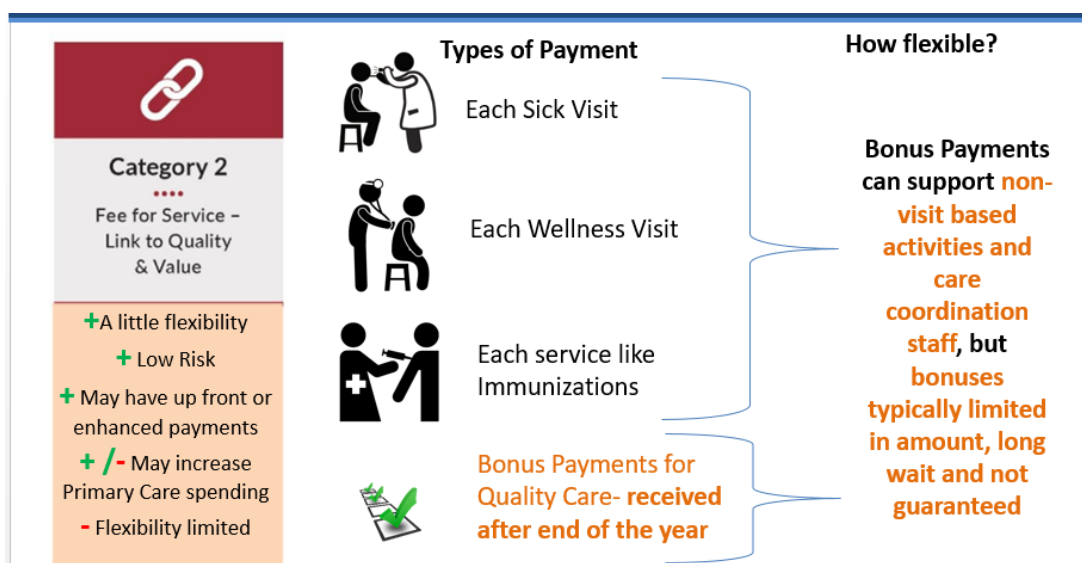 Types of Payment
How flexible?
Category 2
Fee for Service –
Link to Quality
& Value
+A little flexibility
+ Low Risk
+ May have up front or
enhanced payments
+ /- May increase
Primary Care spending
- Flexibility limited
Each Sick Visit
Each Wellness Visit
Each service like
Immunizations
Bonus Payments for
Quality Care- received
after end of the year
Bonus Payments
can support non-
visit based
activities and
care
coordination
staff, but
bonuses
typically limited
in amount, long
wait and not
guaranteed